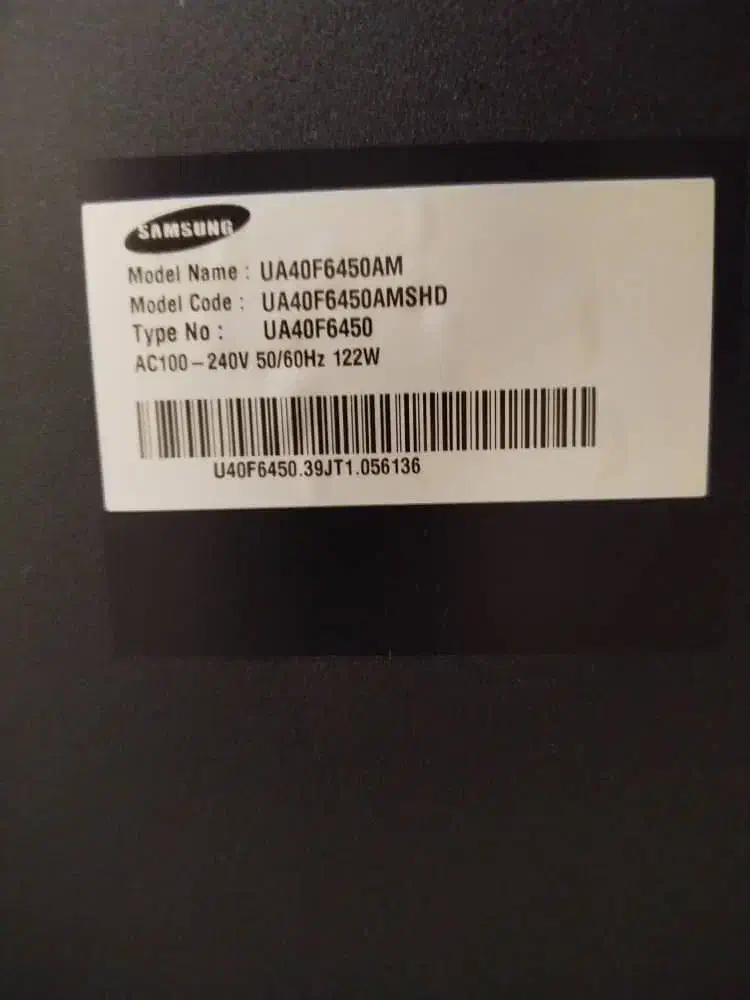 SAMSUNG
Model Name : UA40F6450AM
Model Code : UA40F6450AMSHD
Type No : UA40F6450
AC100-240V 50/60Hz 122W
U40F6450.39JT1.056136